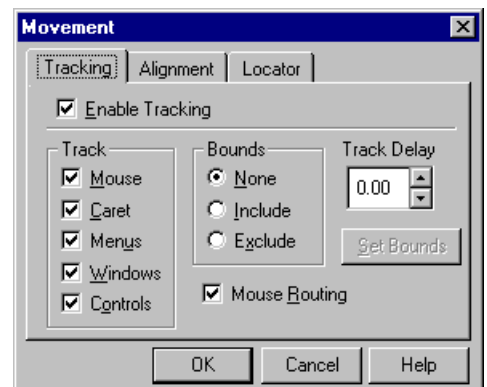 Movement
Tracking Alignment Locator
Enable Tracking
Track
Mouse
Caret
Menus
Windows
Controls
Bounds
None
Include
Exclude
Track Delay
0.00
Set Bounds
Mouse Routing
OK Cancel Help